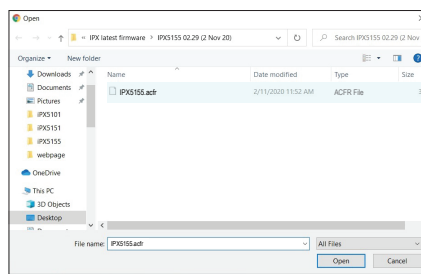 Open
« IPX latest firmware > IPX5155 02.29 (2 Nov 20)
Search IPX5155 02.29 (2 Nov
Organize New folder
Name Date modified Type Size
Downloads
Documents
Pictures
iPX5101
iPX5151
iPX5155
webpage
OneDrive
This PC
3D Objects
Desktop
IPX5155.acfr 2/11/2020 11:52 AM ACFR File
File name: IPX5155.acfr All Files
Open Cancel